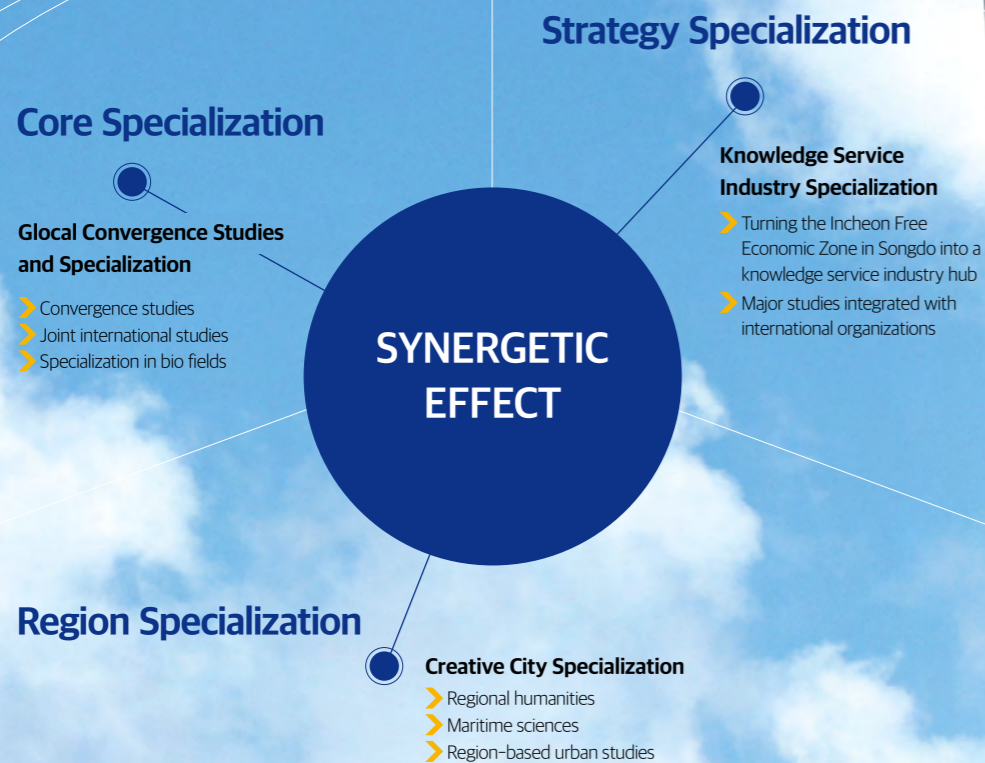 Strategy Specialization
Core Specialization
Knowledge Service
Industry Specialization
Turning the Incheon Free
Economic Zone in Songdo into a
knowledge service industry hub
Major studies integrated with
international organizations
Glocal Convergence Studies
and Specialization
Convergence studies
Joint international studies
Specialization in bio fields
SYNERGETIC
EFFECT
Region Specialization
Creative City Specialization
Regional humanities
Maritime sciences
Region-based urban studies